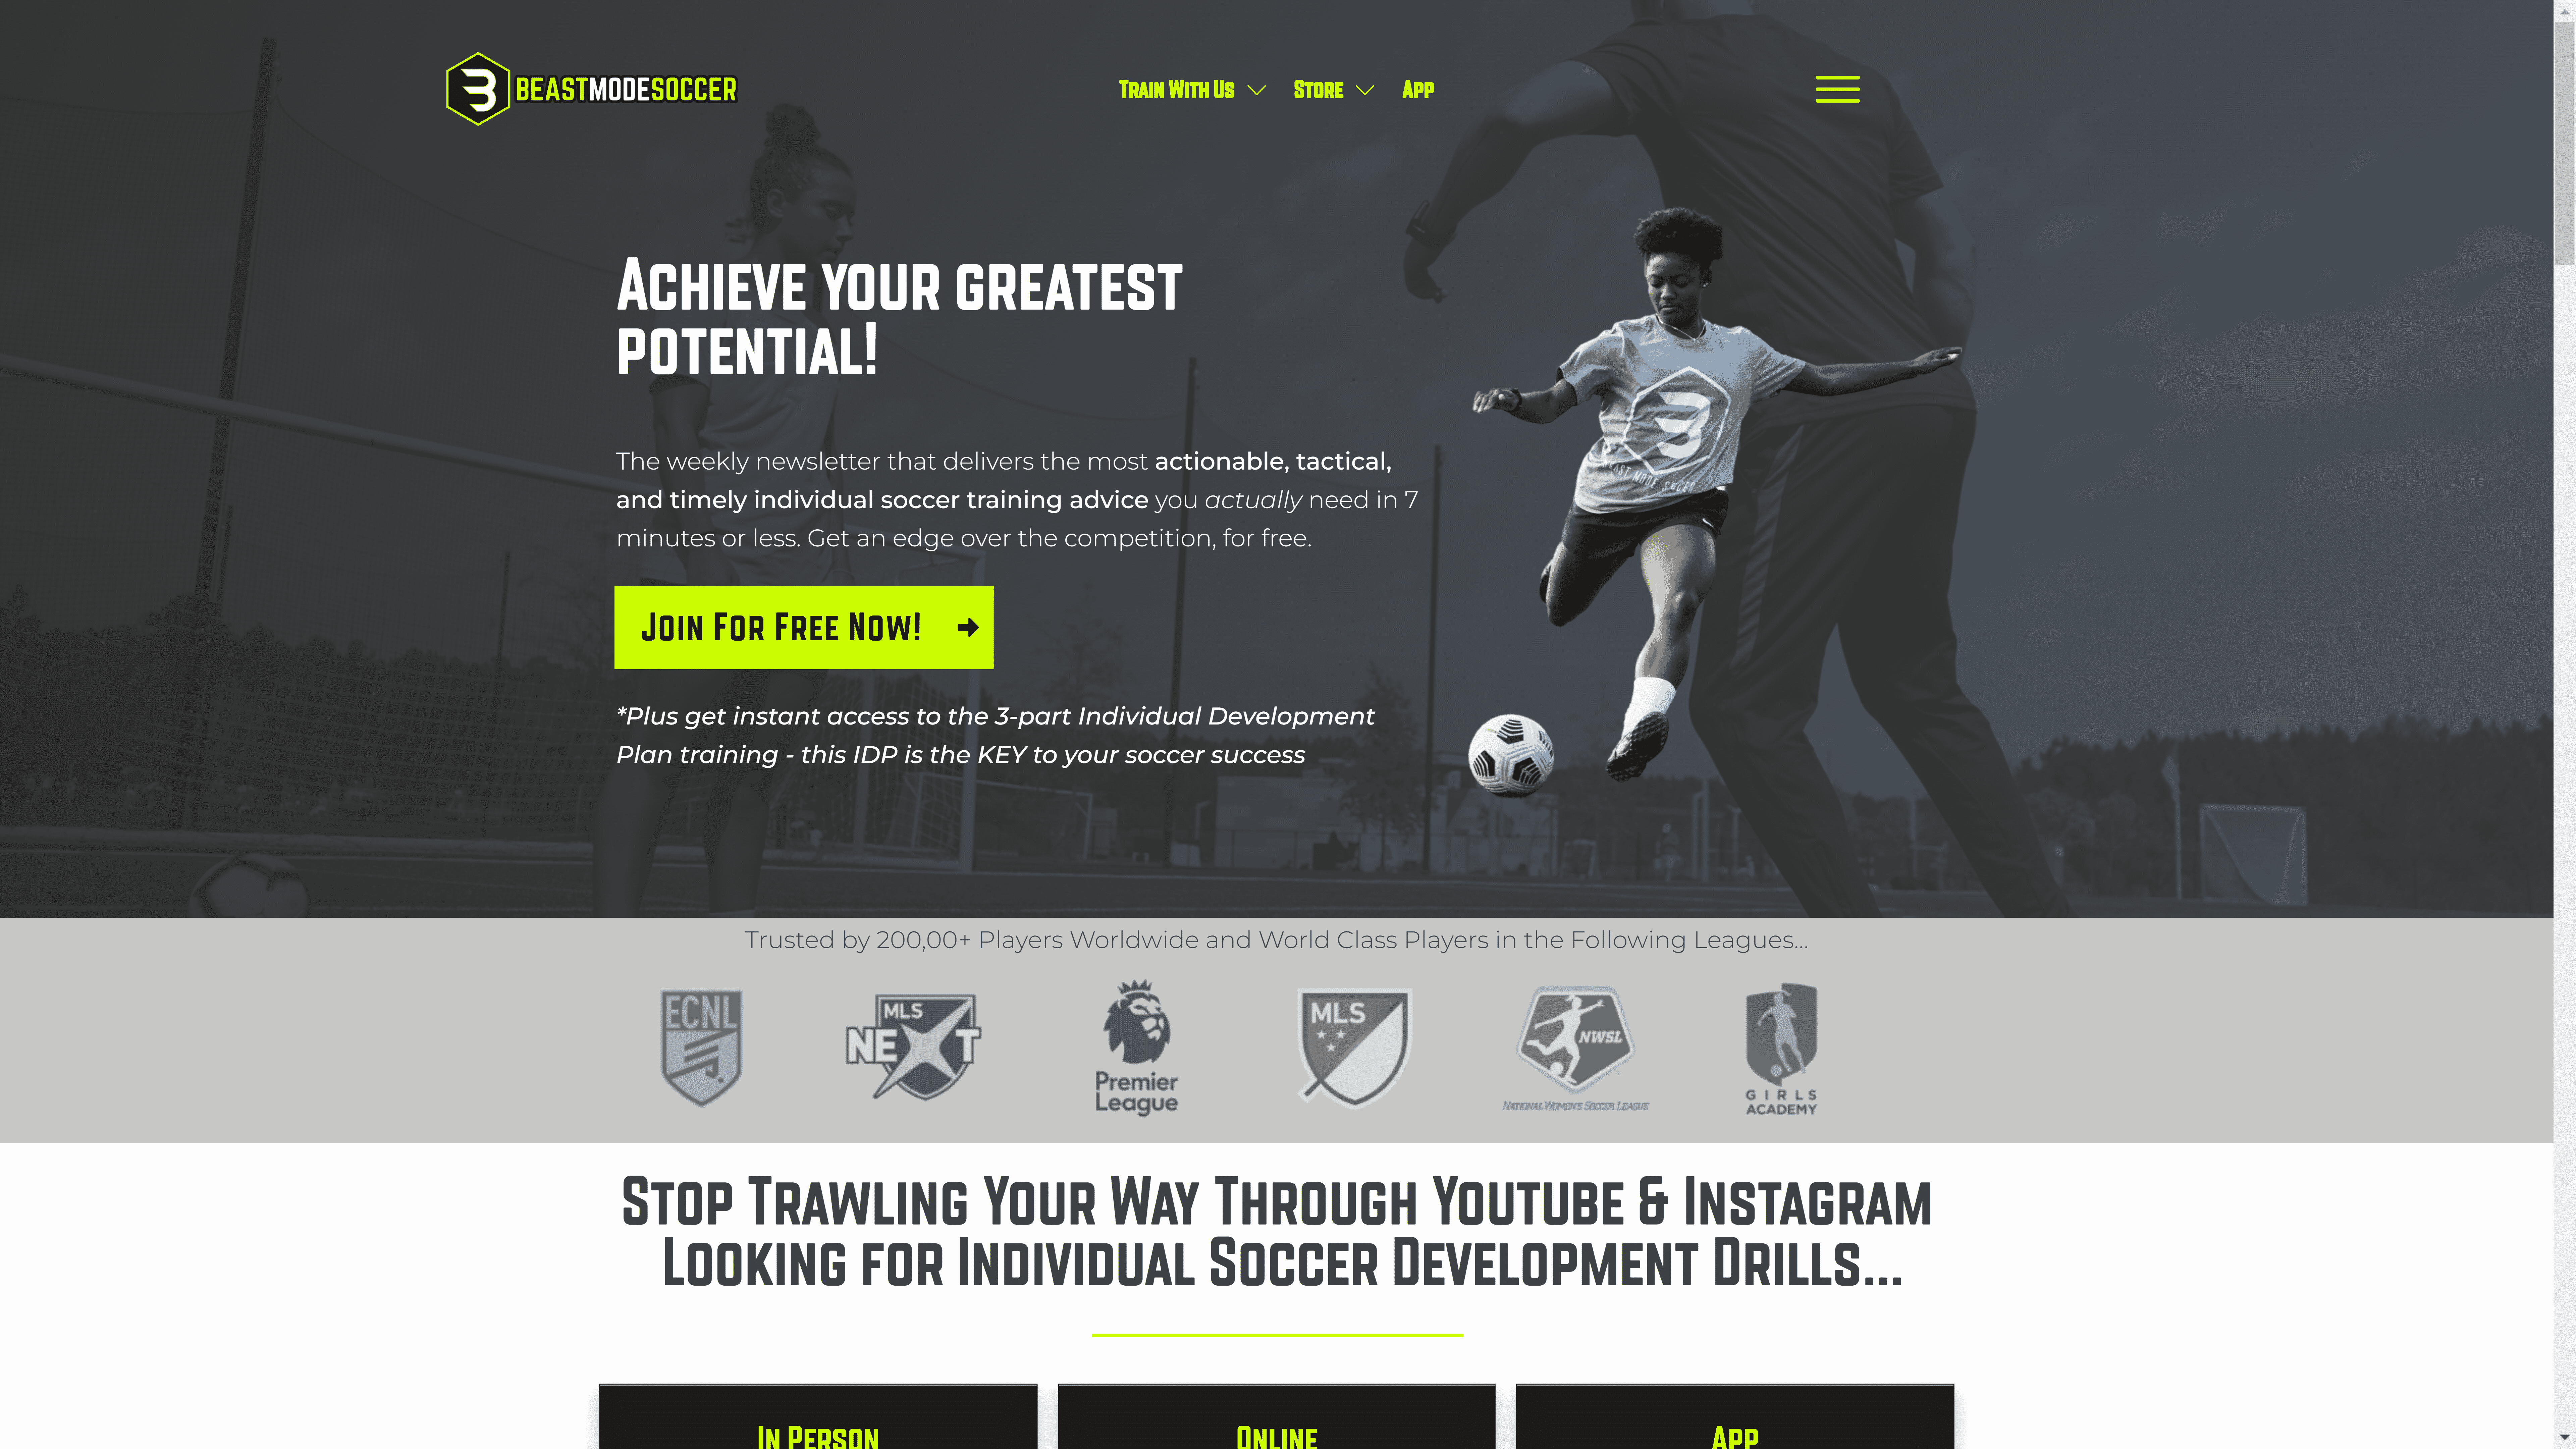 BEASTMODESOCCER
Train With Us
Store
App
Achieve your greatest
potential!
The weekly newsletter that delivers the most actionable, tactical,
and timely individual soccer training advice you actually need in 7
minutes or less. Get an edge over the competition, for free.
Join For Free Now!
*Plus get instant access to the 3-part Individual Development
Plan training - this IDP is the KEY to your soccer success
Trusted by 200,00+ Players Worldwide and World Class Players in the Following Leagues...
ECNL
MLS
NEXT
Premier
League
MLS
NWSL
National Women's Soccer League
GIRLS
ACADEMY
Stop Trawling Your Way Through Youtube & Instagram
Looking for Individual Soccer Development Drills...
In Person
Online
App